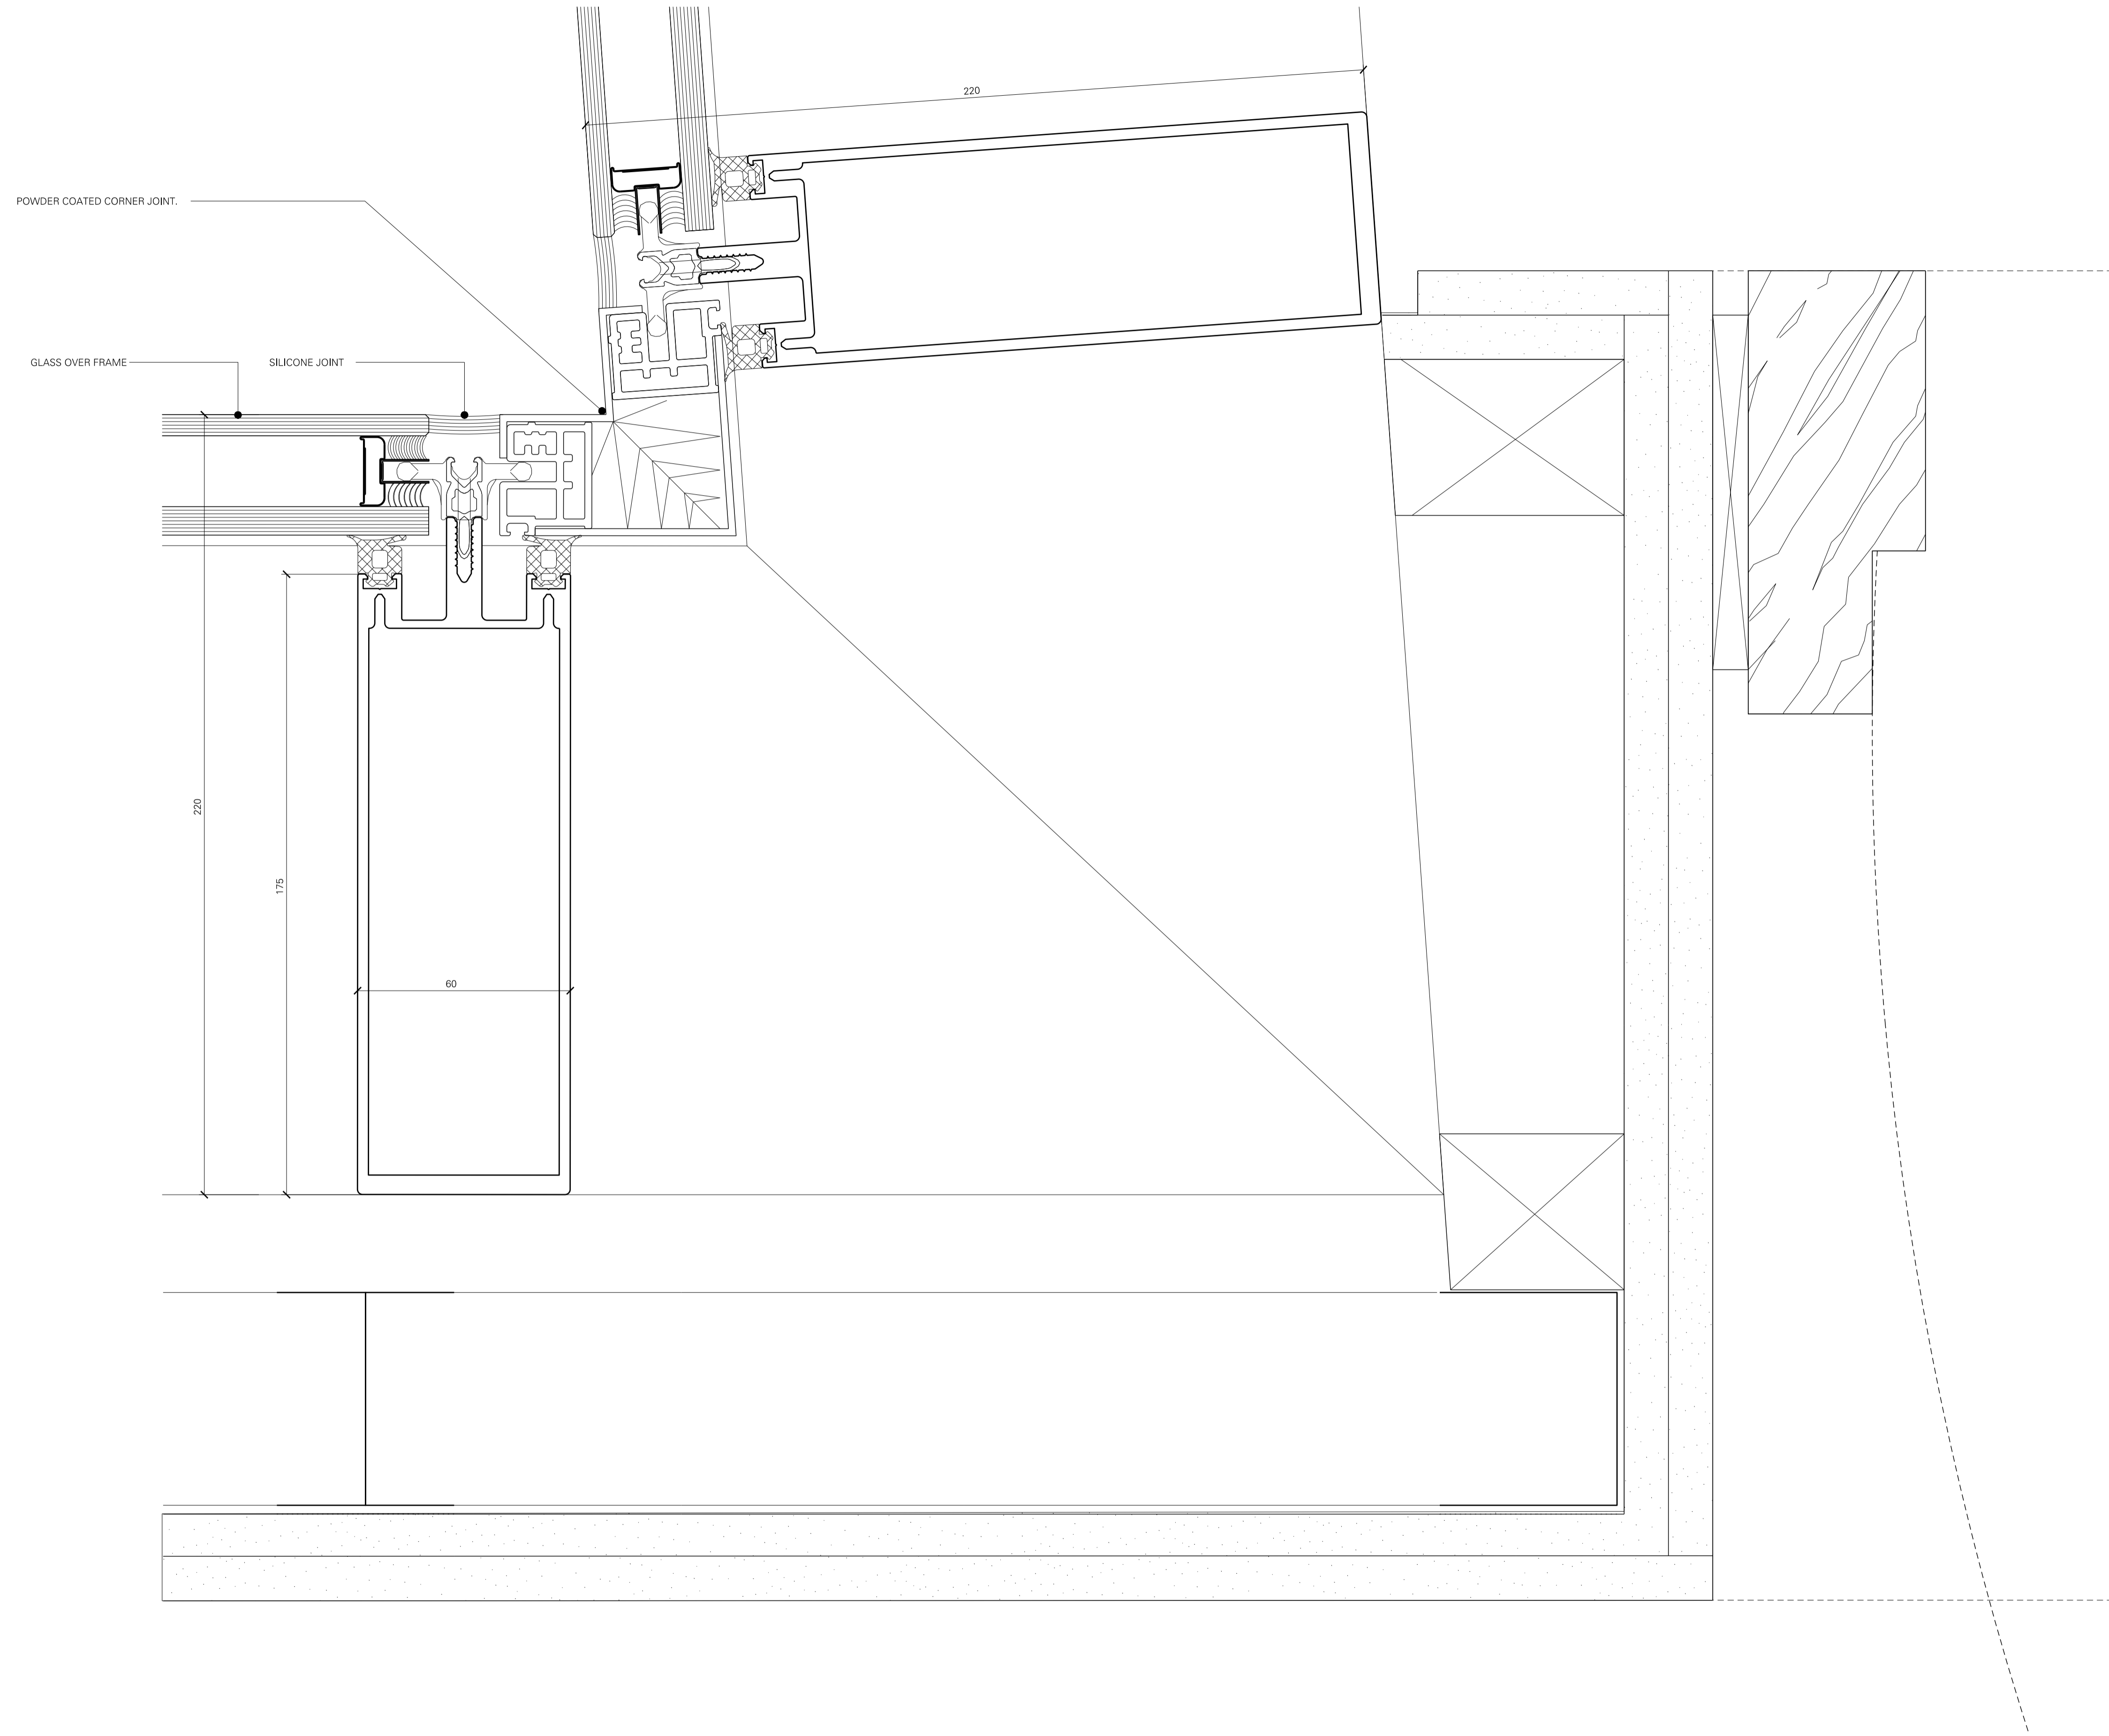 220
POWDER COATED CORNER JOINT.
GLASS OVER FRAME
SILICONE JOINT
220
175
60